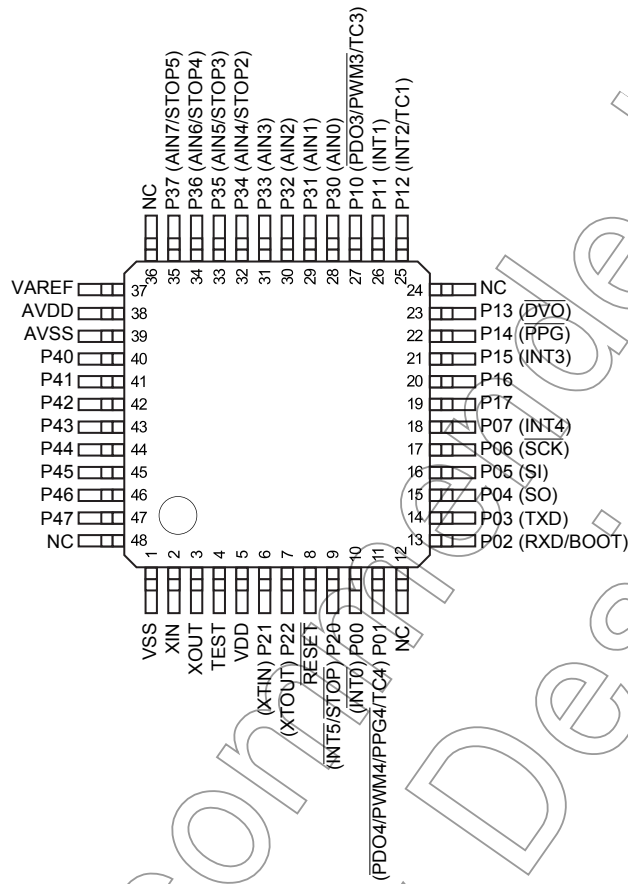 NC
P37 (AIN7/STOP5)
P36 (AIN6/STOP4)
P35 (AIN5/STOP3)
P34 (AIN4/STOP2)
P33 (AIN3)
P32 (AIN2)
P31 (AIN1)
P30 (AIN0)
P10 (PDO3/PWM3/TC3)
P11 (INT1)
P12 (INT2/TC1)
36
35
34
33
32
31
30
29
28
27
26
25
VAREF 37
AVDD 38
AVSS 39
P40 40
P41 41
P42 42
P43 43
P44 44
P45 45
P46 46
P47 47
NC 48
24 NC
23 P13 (DVO)
22 P14 (PPG)
21 P15 (INT3)
20 P16
19 P17
18 P07 (INT4)
17 P06 (SCK)
16 P05 (SI)
15 P04 (SO)
14 P03 (TXD)
13 P02 (RXD/BOOT)
1
2
3
4
5
6
7
8
9
10
11
12
VSS
XIN
XOUT
TEST
VDD
(XTIN) P21
(XTOUT) P22
RESET
(INT5/STOP) P20
(INT0) P00
(PDO4/PWM4/PPG4/TC4) P01
NC